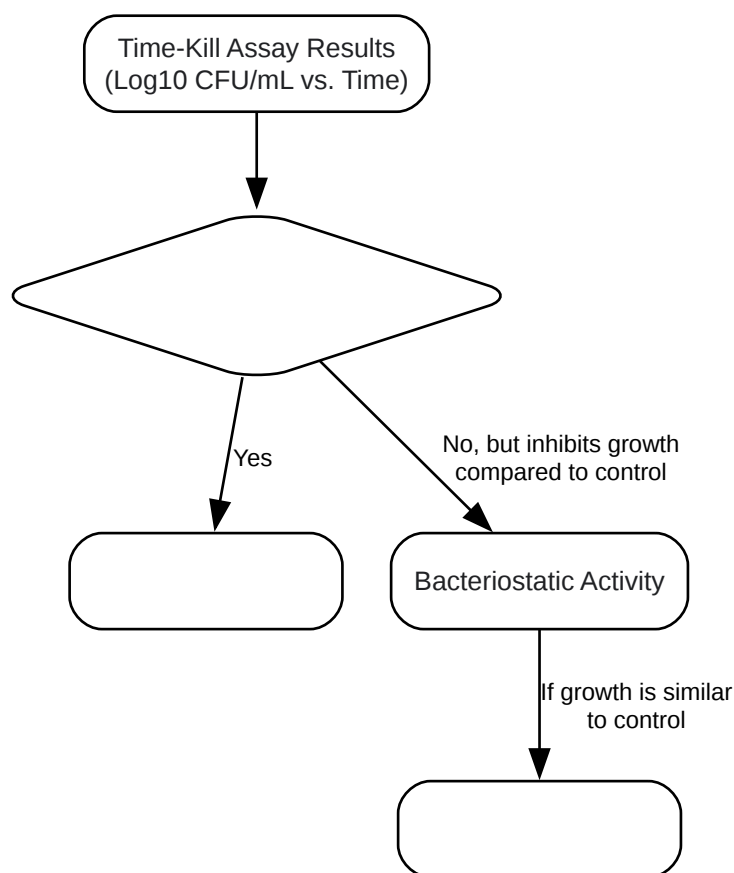 Time-Kill Assay Results
(Log10 CFU/mL vs. Time)
Yes
No, but inhibits growth
compared to control
Bacteriostatic Activity
If growth is similar
to control